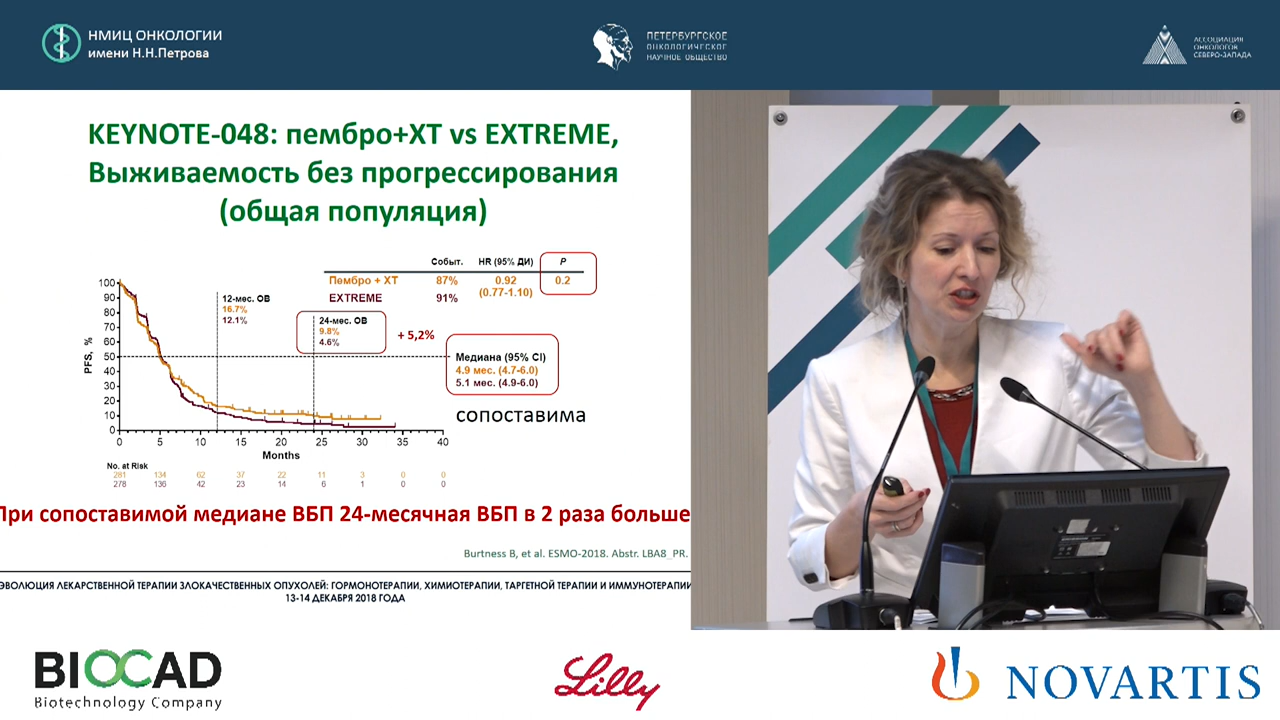 НМИЦ ОНКОЛОГИИ
имени Н.Н.Петрова
ПЕТЕРБУРГСКОЕ
ОНКОЛОГИЧЕСКОЕ
НАУЧНОЕ ОБЩЕСТВО
АССОЦИАЦИЯ
ОНКОЛОГОВ
СЕВЕРО-ЗАПАДА
KEYNOTE-048: пембро+ХТ vs EXTREME,
Выживаемость без прогрессирования
(общая популяция)
Событ. HR (95% ДИ) P
Пембро + ХТ 87% 0.92 0.2
(0.77-1.10)
EXTREME 91%
12-мес. ОВ
16.7%
12.1%
24-мес. ОВ
9.8%
4.6%
+ 5,2%
Медиана (95% CI)
4.9 мес. (4.7-6.0)
5.1 мес. (4.9-6.0)
сопоставима
PFS, %
100
90
80
70
60
50
40
30
20
10
0
0 5 10 15 20 25 30 35 40
Months
No. at Risk
281 134 62 37 22 11 3 0 0
278 136 42 23 14 6 1 0 0
При сопоставимой медиане ВБП 24-месячная ВБП в 2 раза больше
Burtness B, et al. ESMO-2018. Abstr. LBA8_PR.
ЭВОЛЮЦИЯ ЛЕКАРСТВЕННОЙ ТЕРАПИИ ЗЛОКАЧЕСТВЕННЫХ ОПУХОЛЕЙ: ГОРМОНОТЕРАПИИ, ХИМИОТЕРАПИИ, ТАРГЕТНОЙ ТЕРАПИИ И ИММУНОТЕРАПИИ
13-14 ДЕКАБРЯ 2018 ГОДА
BIOCAD
Biotechnology Company
Lilly
NOVARTIS